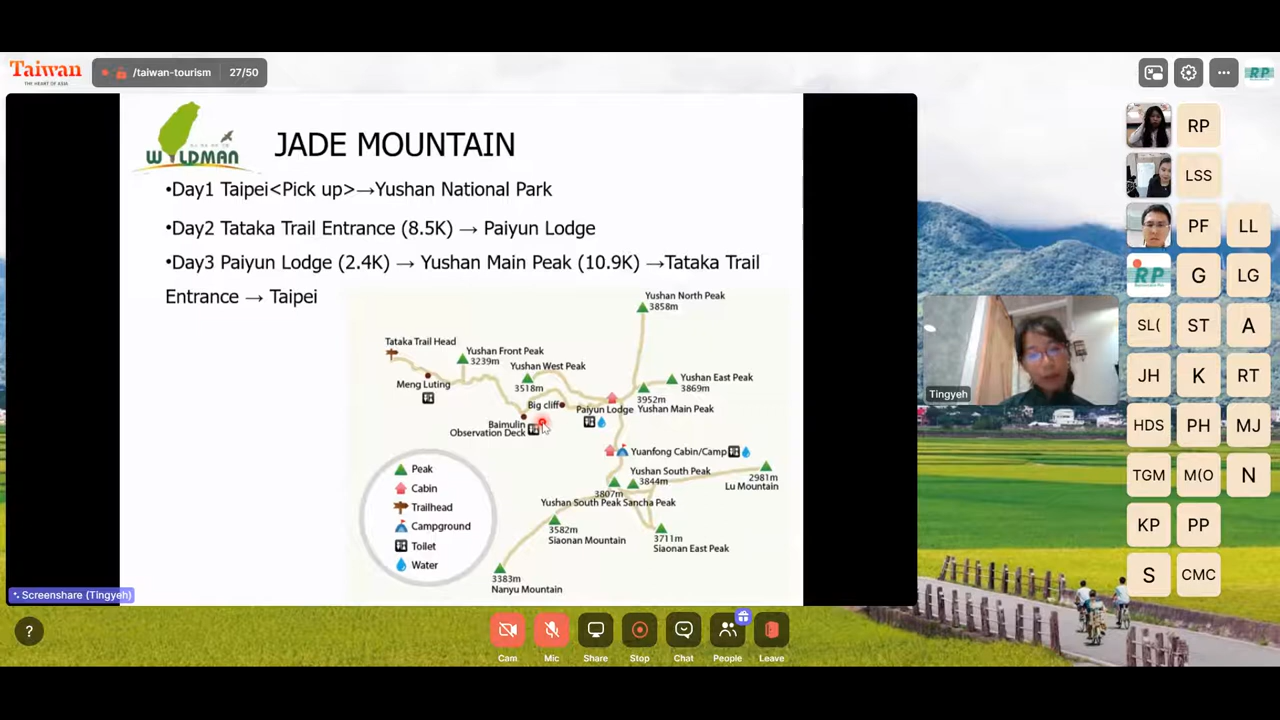 Taiwan
THE HEART OF ASIA
/taiwan-tourism
27/50
RP
WILDMAN
JADE MOUNTAIN
•Day1 Taipei<Pick up>→Yushan National Park
•Day2 Tataka Trail Entrance (8.5K) → Paiyun Lodge
•Day3 Paiyun Lodge (2.4K) → Yushan Main Peak (10.9K) →Tataka Trail
Entrance → Taipei
Yushan North Peak
3858m
Tataka Trail Head
Yushan Front Peak
3239m
Yushan West Peak
3518m
Meng Luting
Yushan East Peak
3869m
3952m
Yushan Main Peak
Big cliff
Paiyun Lodge
Baimulin
Observation Deck
Yuanfong Cabin/Camp
Yushan South Peak
3844m
2981m
Lu Mountain
3807m
Yushan South Peak Sancha Peak
3582m
Siaonan Mountain
3711m
Siaonan East Peak
3383m
Nanyu Mountain
Peak
Cabin
Trailhead
Campground
Toilet
Water
Screenshare (Tingyeh)
Tingyeh
RP
LSS
PF
LL
RP
G
LG
SL(
ST
A
JH
K
RT
HDS
PH
MJ
TGM
M(O
N
KP
PP
S
CMC
?
Cam
Mic
Share
Stop
Chat
People
Leave